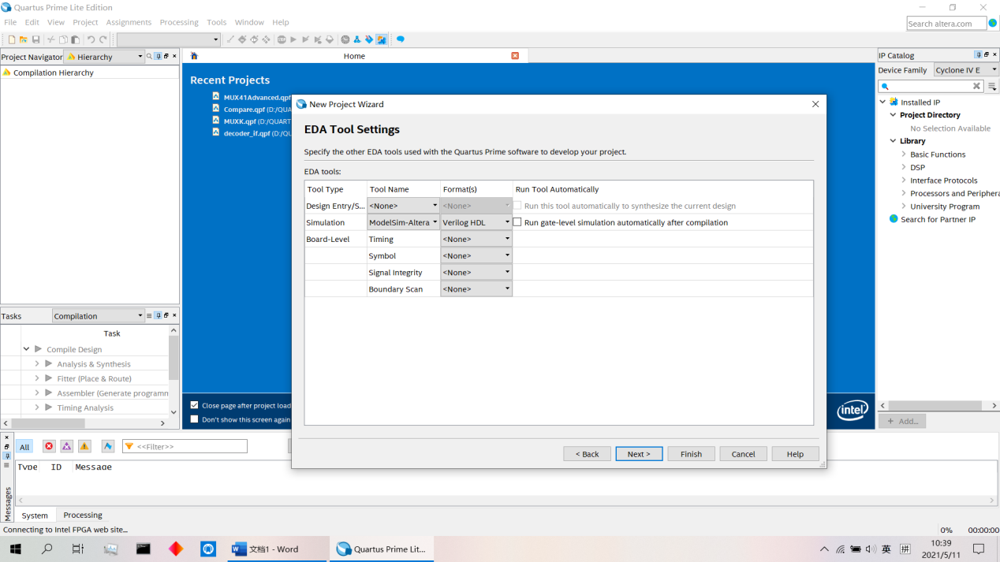 Quartus Prime Lite Edition
File Edit View Project Assignments Processing Tools Window Help
Search altera.com
Project Navigator Hierarchy
Compilation Hierarchy
Home
Recent Projects
MUX41Advanced.qpf
Compare.qpf (D:/QUA
MUXK.qpf (D:/QUART
decoder_if.qpf (D:/QU
Close page after project load
Don't show this screen again
intel
New Project Wizard
EDA Tool Settings
Specify the other EDA tools used with the Quartus Prime software to develop your project.
EDA tools:
Tool Type Tool Name Format(s) Run Tool Automatically
Design Entry/S... <None> <None> Run this tool automatically to synthesize the current design
Simulation ModelSim-Altera Verilog HDL Run gate-level simulation automatically after compilation
Board-Level Timing <None>
Symbol <None>
Signal Integrity <None>
Boundary Scan <None>
< Back Next > Finish Cancel Help
IP Catalog
Device Family Cyclone IV E
Installed IP
Project Directory
No Selection Available
Library
Basic Functions
DSP
Interface Protocols
Processors and Periphera
University Program
Search for Partner IP
+ Add...
Tasks Compilation
Task
Compile Design
Analysis & Synthesis
Fitter (Place & Route)
Assembler (Generate programm
Timing Analysis
All <<Filter>>
Type ID Message
Messages
System Processing
Connecting to Intel FPGA web site... 0% 00:00:00
文档1 - Word
Quartus Prime Lit...
英 拼
10:39
2021/5/11